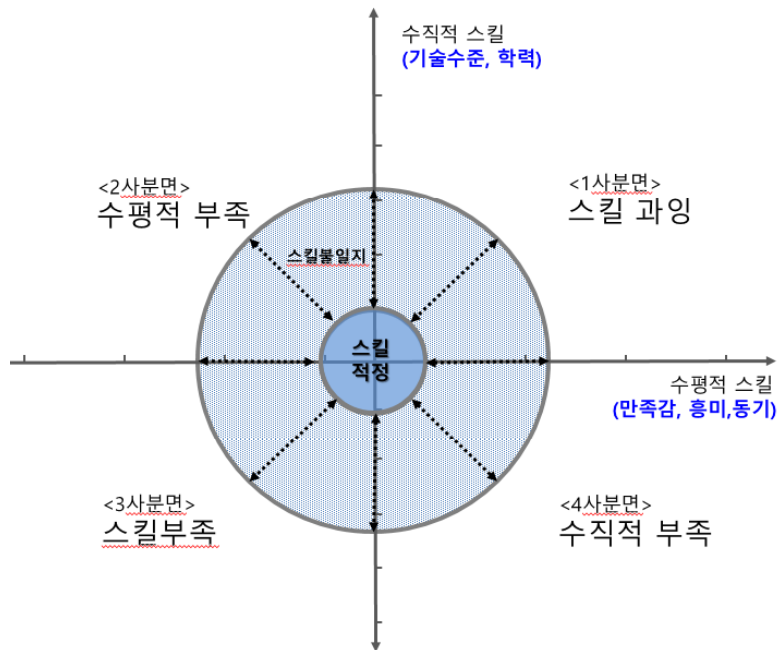 수직적 스킬
(기술수준, 학력)
<2사분면>
수평적 부족
<1사분면>
스킬 과잉
스킬불일지
스킬
적정
수평적 스킬
(만족감, 흥미,동기)
<3사분면>
스킬부족
<4사분면>
수직적 부족